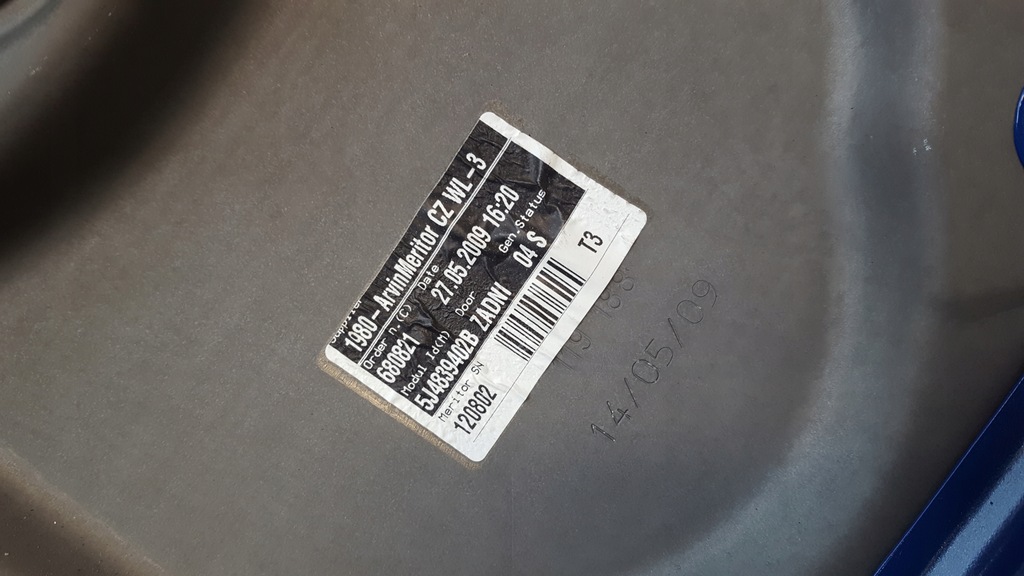 Supplier
1980-ArvinMeritor CZ WL-3
Order n. (C) Date
680821 27.05.2009 16:20
Modul Id(M) Door Gen.Status
5J4839402B ZADNI 04 S
Meritor SN
120802 T3
188
14/05/09